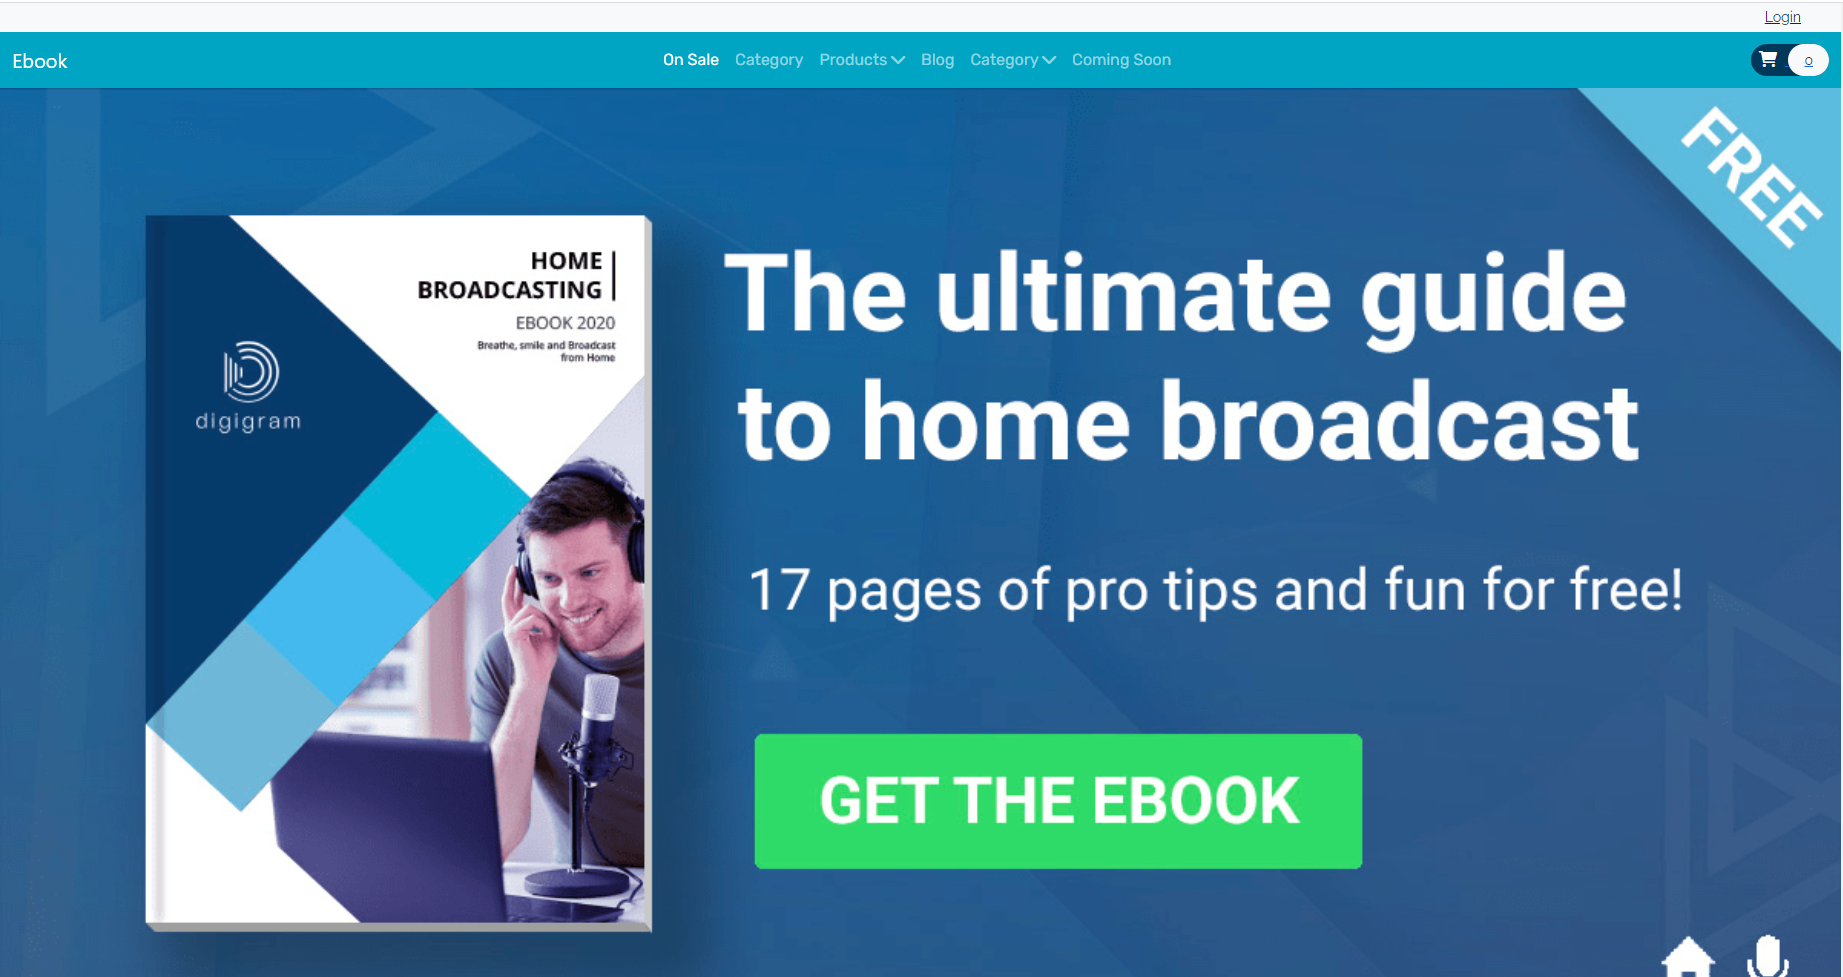 Login
Ebook
On Sale Category Products Blog Category Coming Soon
0
FREE
HOME
BROADCASTING
EBOOK 2020
Breathe, smile and Broadcast
from Home
digigram
The ultimate guide
to home broadcast
17 pages of pro tips and fun for free!
GET THE EBOOK